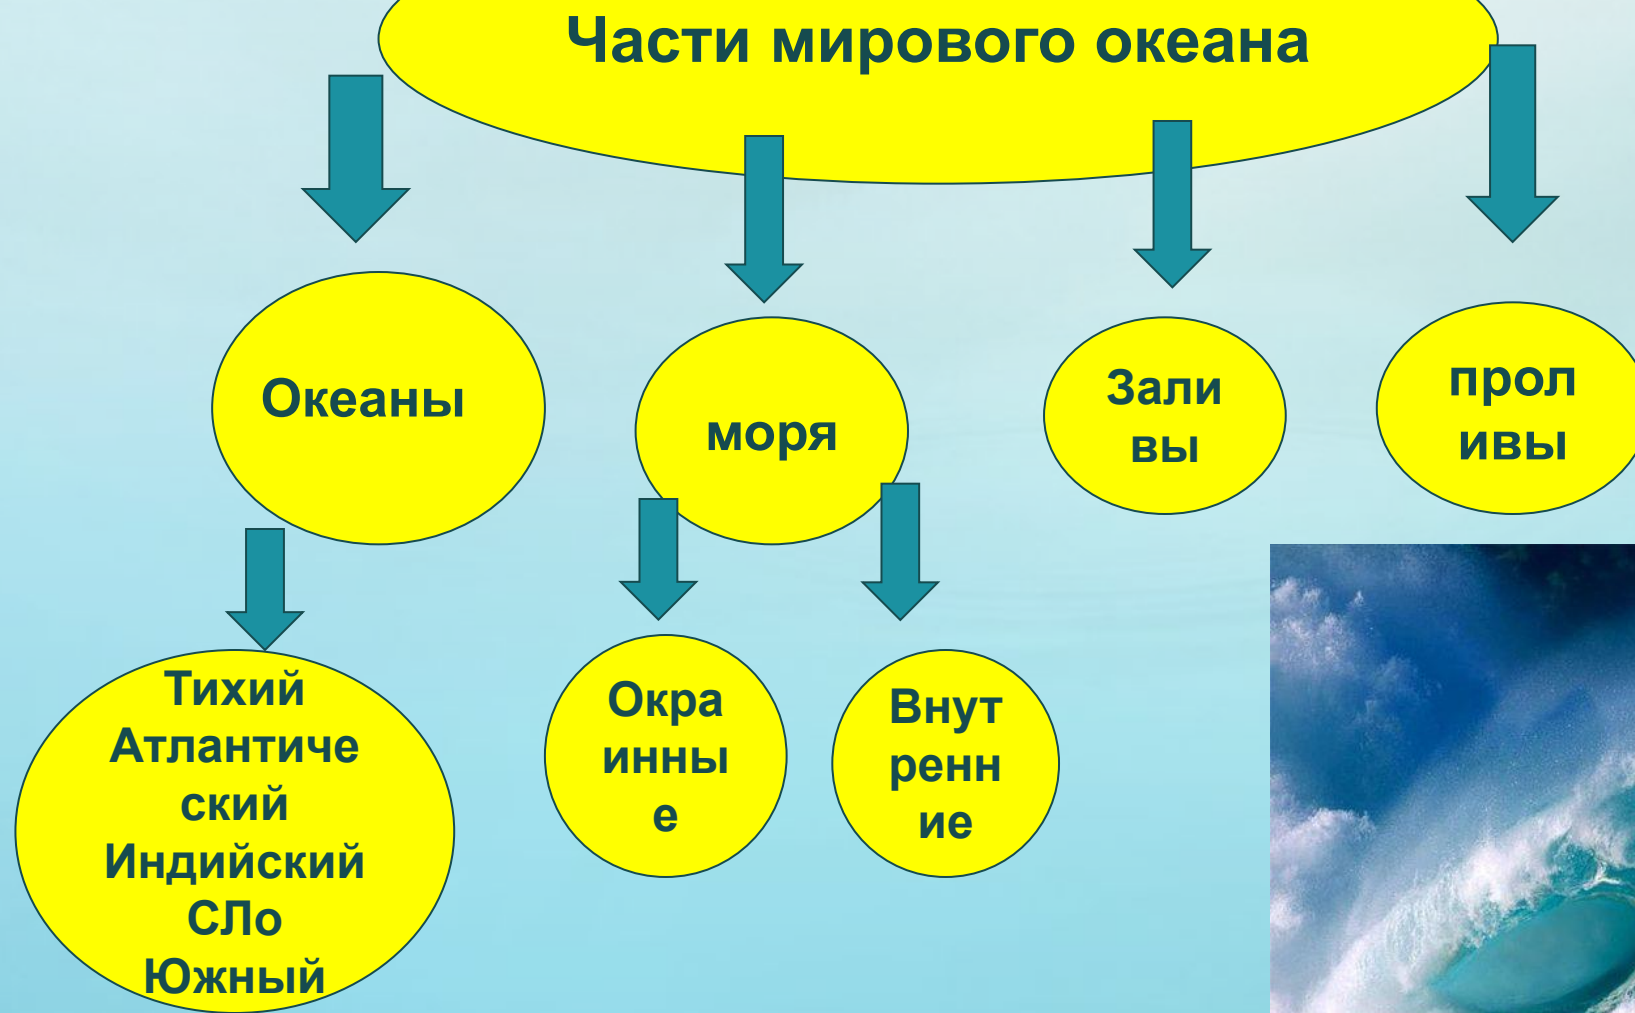 Части мирового океана
Океаны
моря
Зали
вы
прол
ивы
Тихий
Атлантиче
ский
Индийский
СЛо
Южный
Окра
инны
е
Внут
ренн
ие